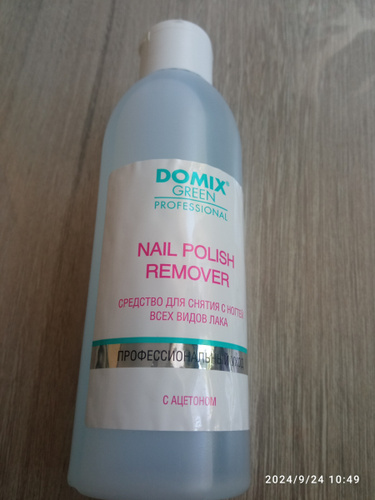 DOMIX®
GREEN
PROFESSIONAL
NAIL POLISH
REMOVER
СРЕДСТВО ДЛЯ СНЯТИЯ С НОГТЕЙ
ВСЕХ ВИДОВ ЛАКА
ПРОФЕССИОНАЛЬНЫЙ УХОД
С АЦЕТОНОМ
2024/9/24 10:49